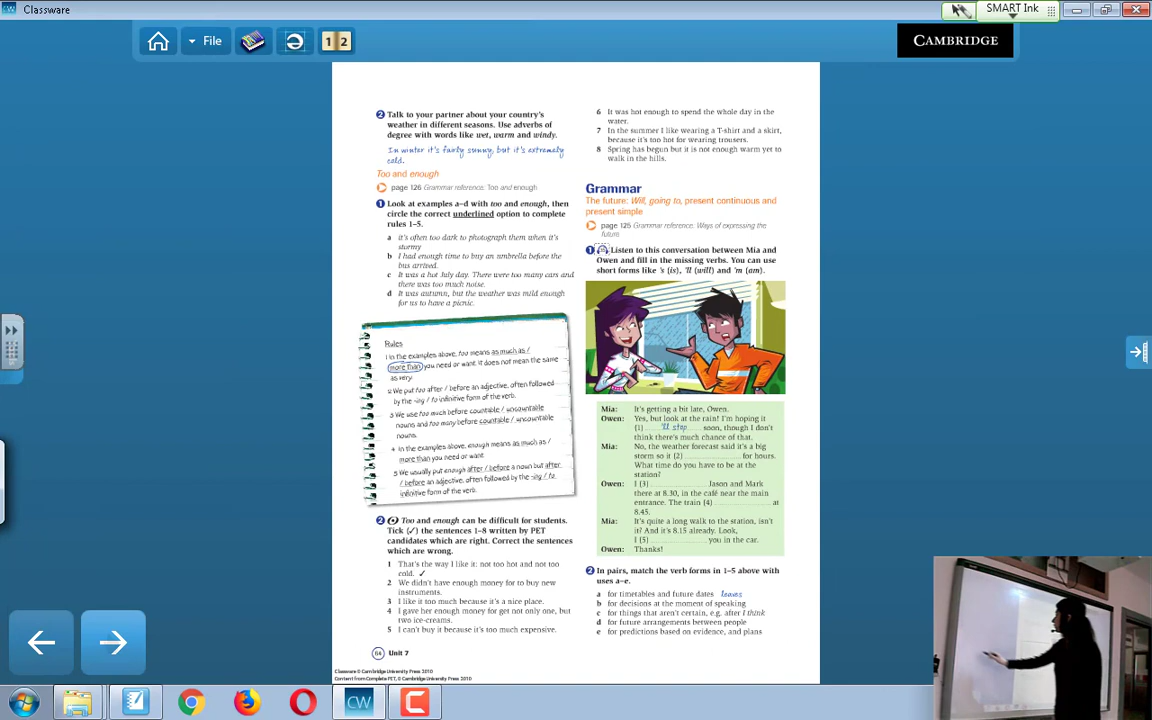 Classware
SMART Ink
File
1 2
CAMBRIDGE
2 Talk to your partner about your country's
weather in different seasons. Use adverbs of
degree with words like wet, warm and windy.
In winter it's fairly sunny, but it's extremely
cold.
Too and enough
page 126 Grammar reference: Too and enough
1 Look at examples a–d with too and enough, then
circle the correct underlined option to complete
rules 1–5.
a it's often too dark to photograph them when it's
stormy
b I had enough time to buy an umbrella before the
bus arrived.
c It was a hot July day. There were too many cars and
there was too much noise.
d It was autumn, but the weather was mild enough
for us to have a picnic.
Rules
1 In the examples above, too means as much as /
more than you need or want. It does not mean the same
as very.
2 We put too after / before an adjective, often followed
by the -ing / to infinitive form of the verb.
3 We use too much before countable / uncountable
nouns and too many before countable / uncountable
nouns.
4 In the examples above, enough means as much as /
more than you need or want.
5 We usually put enough after / before a noun but after
/ before an adjective, often followed by the -ing / to
infinitive form of the verb.
2 Too and enough can be difficult for students.
Tick (✓) the sentences 1–8 written by PET
candidates which are right. Correct the sentences
which are wrong.
1 That's the way I like it: not too hot and not too
cold. ✓
2 We didn't have enough money for to buy new
instruments.
3 I like it too much because it's a nice place.
4 I gave her enough money for get not only one, but
two ice-creams.
5 I can't buy it because it's too much expensive.
64 Unit 7
6 It was hot enough to spend the whole day in the
water.
7 In the summer I like wearing a T-shirt and a skirt,
because it's too hot for wearing trousers.
8 Spring has begun but it is not enough warm yet to
walk in the hills.
Grammar
The future: Will, going to, present continuous and
present simple
page 125 Grammar reference: Ways of expressing the
future.
1 Listen to this conversation between Mia and
Owen and fill in the missing verbs. You can use
short forms like 's (is), 'll (will) and 'm (am).
Mia: It's getting a bit late, Owen.
Owen: Yes, but look at the rain! I'm hoping it
(1) 'll stop soon, though I don't
think there's much chance of that.
Mia: No, the weather forecast said it's a big
storm so it (2) for hours.
What time do you have to be at the
station?
Owen: I (3) Jason and Mark
there at 8.30, in the café near the main
entrance. The train (4) at
8.45.
Mia: It's quite a long walk to the station, isn't
it? And it's 8.15 already. Look,
I (5) you in the car.
Owen: Thanks!
2 In pairs, match the verb forms in 1–5 above with
uses a–e.
a for timetables and future dates leaves
b for decisions at the moment of speaking
c for things that aren't certain, e.g. after I think
d for future arrangements between people
e for predictions based on evidence, and plans
Classware © Cambridge University Press 2010
From Complete PET, © Cambridge University Press 2010
CW